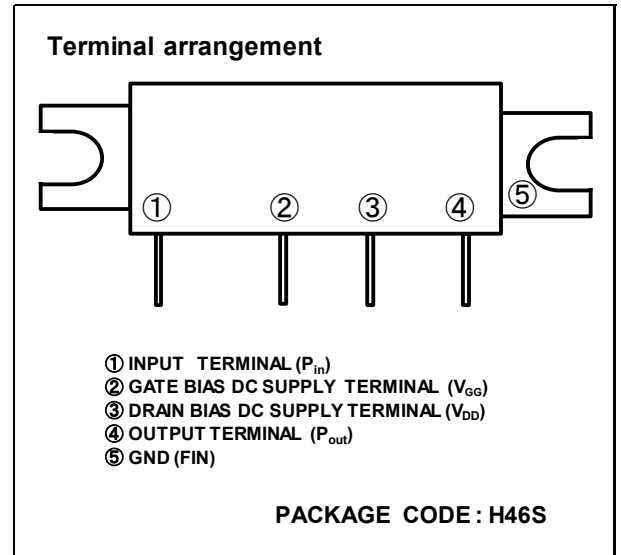 Terminal arrangement
① ② ③ ④ ⑤
① INPUT TERMINAL (Pin)
② GATE BIAS DC SUPPLY TERMINAL (VGG)
③ DRAIN BIAS DC SUPPLY TERMINAL (VDD)
④ OUTPUT TERMINAL (Pout)
⑤ GND (FIN)
PACKAGE CODE : H46S